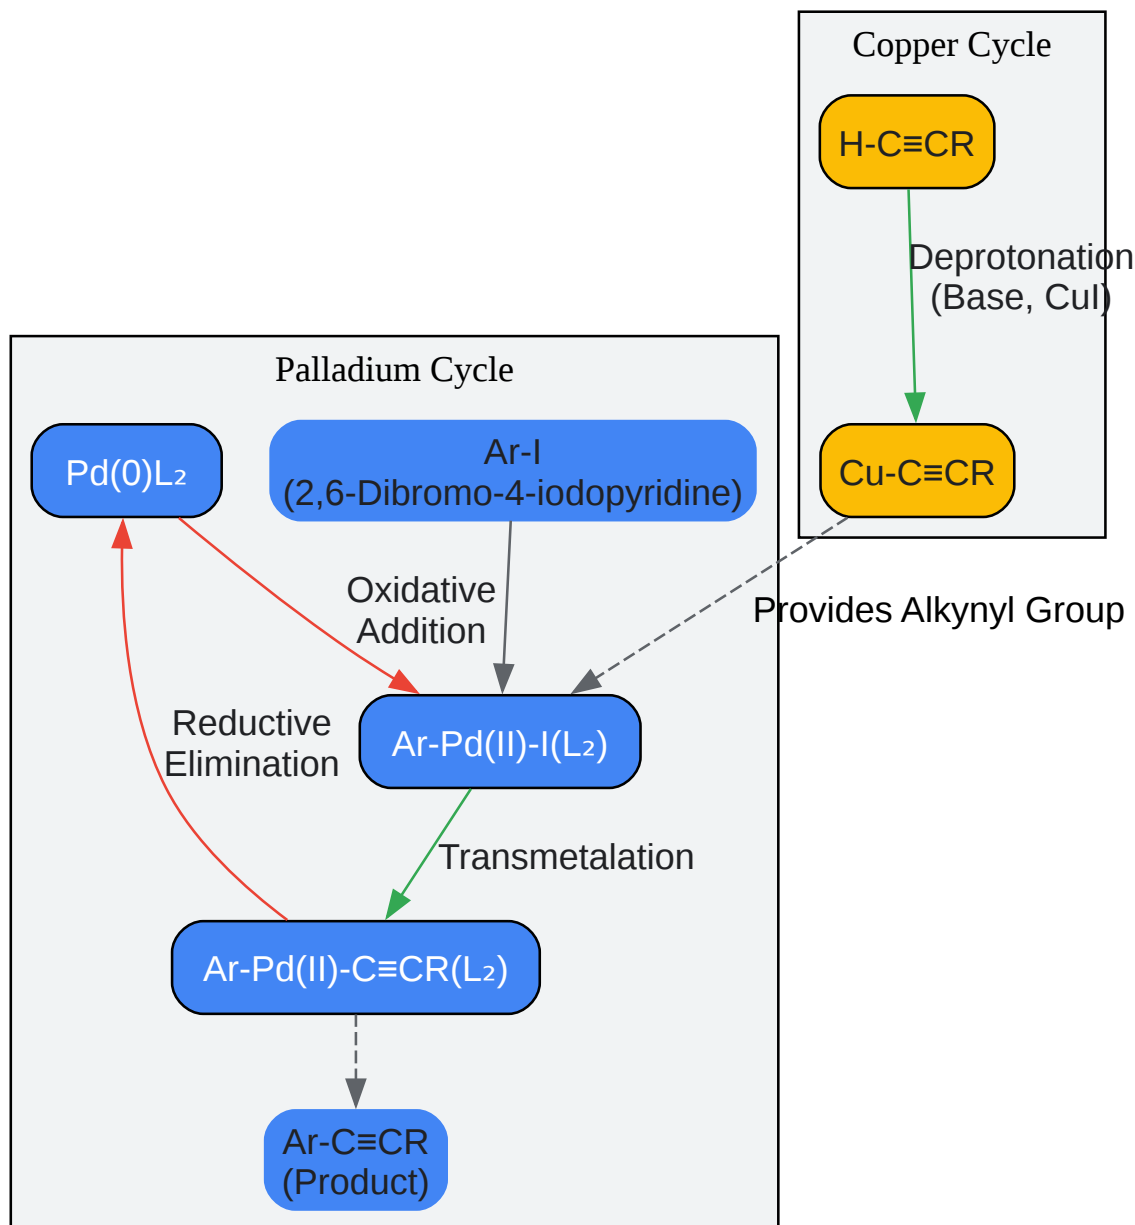 Copper Cycle
H-C≡CR
Deprotonation
(Base, CuI)
Cu-C≡CR
Provides Alkynyl Group
Palladium Cycle
Pd(0)L₂
Ar-I
(2,6-Dibromo-4-iodopyridine)
Oxidative
Addition
Ar-Pd(II)-I(L₂)
Reductive
Elimination
Transmetalation
Ar-Pd(II)-C≡CR(L₂)
Ar-C≡CR
(Product)